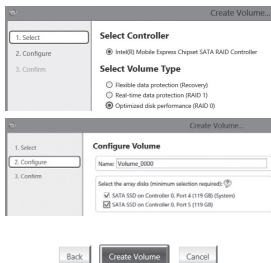 Create Volume...
1. Select
2. Configure
3. Confirm
Select Controller
Intel(R) Mobile Express Chipset SATA RAID Controller
Select Volume Type
Flexible data protection (Recovery)
Real-time data protection (RAID 1)
Optimized disk performance (RAID 0)
Create Volume...
1. Select
2. Configure
3. Confirm
Configure Volume
Name: Volume_0000
Select the array disks (minimum selection required):
SATA SSD on Controller 0, Port 4 (119 GB) (System)
SATA SSD on Controller 0, Port 5 (119 GB)
Back
Create Volume
Cancel